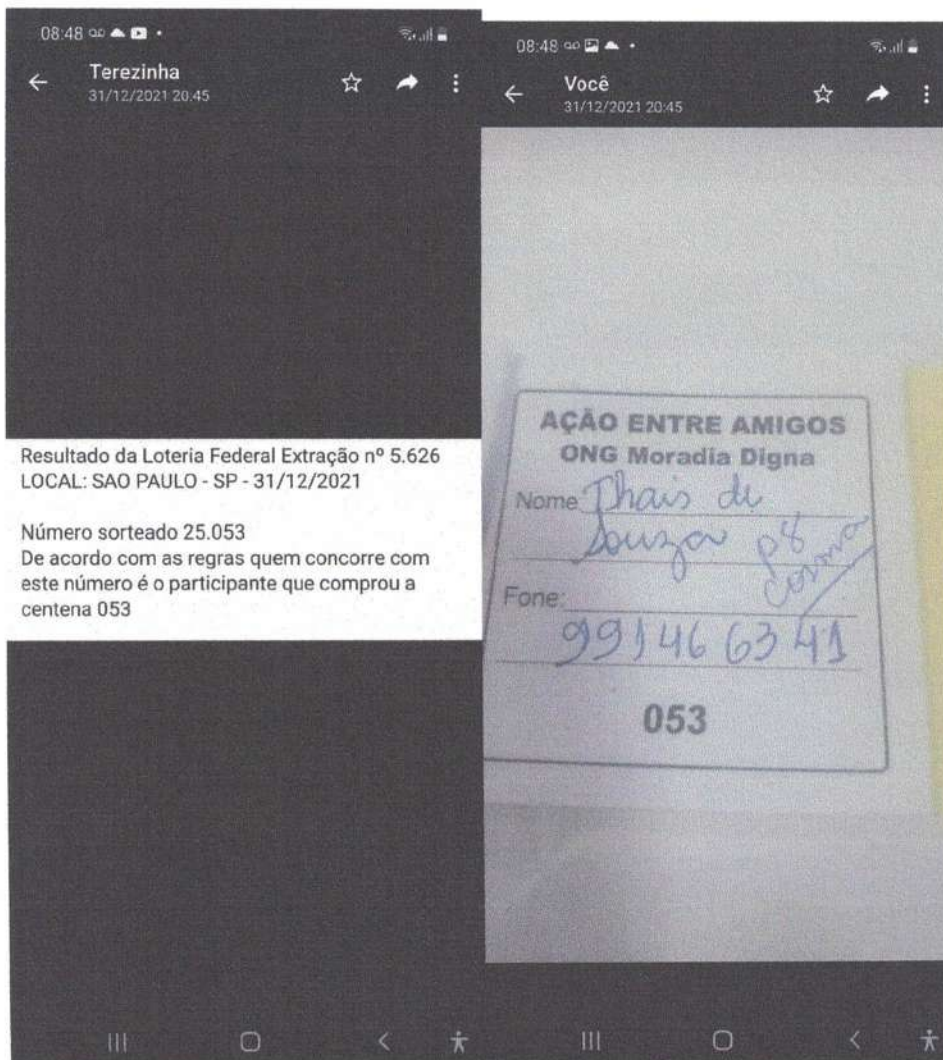 08:48
Terezinha
31/12/2021 20:45
Resultado da Loteria Federal Extração nº 5.626
LOCAL: SAO PAULO - SP - 31/12/2021
Número sorteado 25.053
De acordo com as regras quem concorre com
este número é o participante que comprou a
centena 053
08:48
Você
31/12/2021 20:45
AÇÃO ENTRE AMIGOS
ONG Moradia Digna
Nome Thais de
Souza P8
Fone:
99146 6341
053